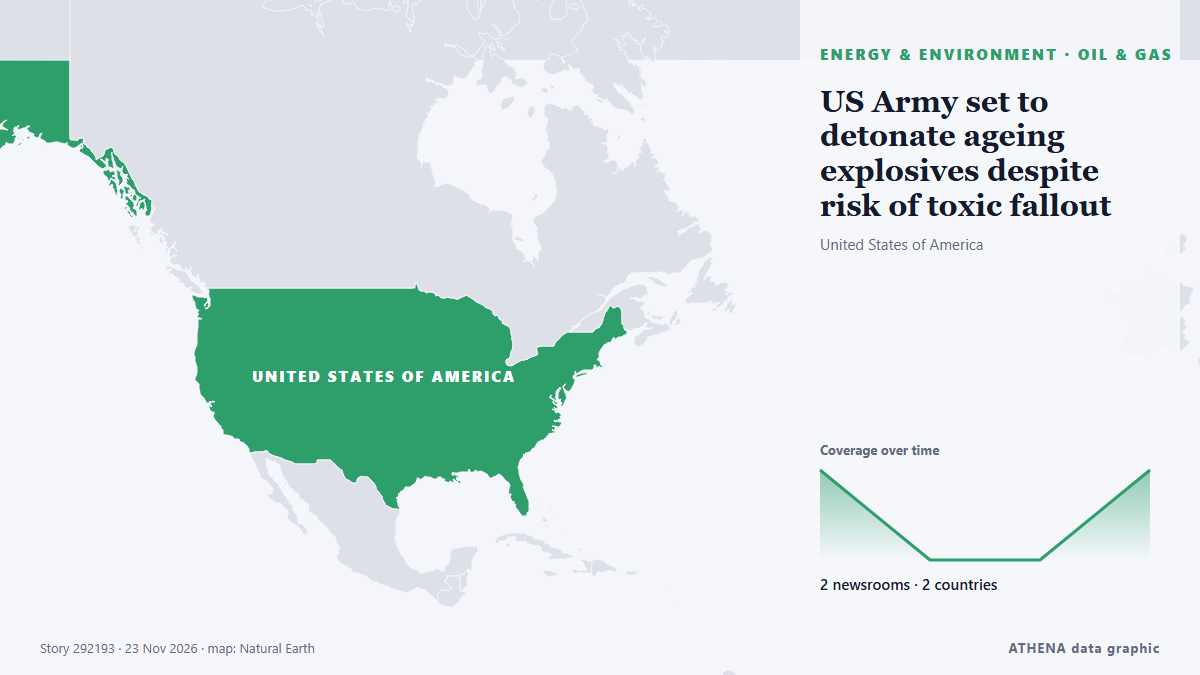 ENERGY & ENVIRONMENT · OIL & GAS
US Army set to
detonate ageing
explosives despite
risk of toxic fallout
United States of America
UNITED STATES OF AMERICA
Coverage over time
2 newsrooms · 2 countries
Story 292193 · 23 Nov 2026 · map: Natural Earth
ATHENA data graphic